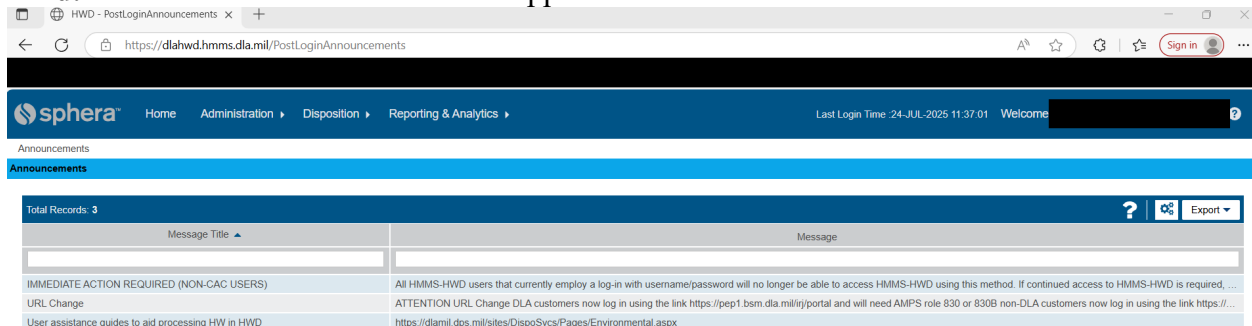 HWD - PostLoginAnnouncements
https://dlahwd.hmms.dla.mil/PostLoginAnnouncements
Sign in
sphera™ Home Administration Disposition Reporting & Analytics Last Login Time :24-JUL-2025 11:37:01 Welcome
Announcements
Announcements
Total Records: 3 ? Export
Message Title Message
IMMEDIATE ACTION REQUIRED (NON-CAC USERS) All HMMS-HWD users that currently employ a log-in with username/password will no longer be able to access HMMS-HWD using this method. If continued access to HMMS-HWD is required, ...
URL Change ATTENTION URL Change DLA customers now log in using the link https://pep1.bsm.dla.mil/irj/portal and will need AMPS role 830 or 830B non-DLA customers now log in using the link https://...
User assistance guides to aid processing HW in HWD https://dlamil.dps.mil/sites/DispoSvcs/Pages/Environmental.aspx